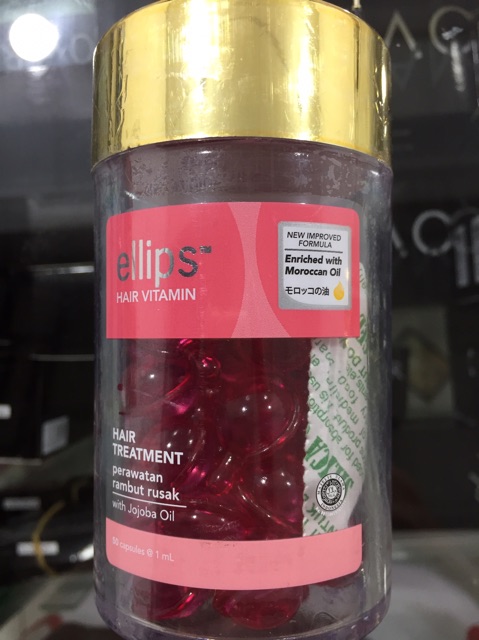 ellips™
HAIR VITAMIN
NEW IMPROVED
FORMULA
Enriched with
Moroccan Oil
モロッコの油
HAIR
TREATMENT
perawatan
rambut rusak
with Jojoba Oil
50 capsules @ 1 mL